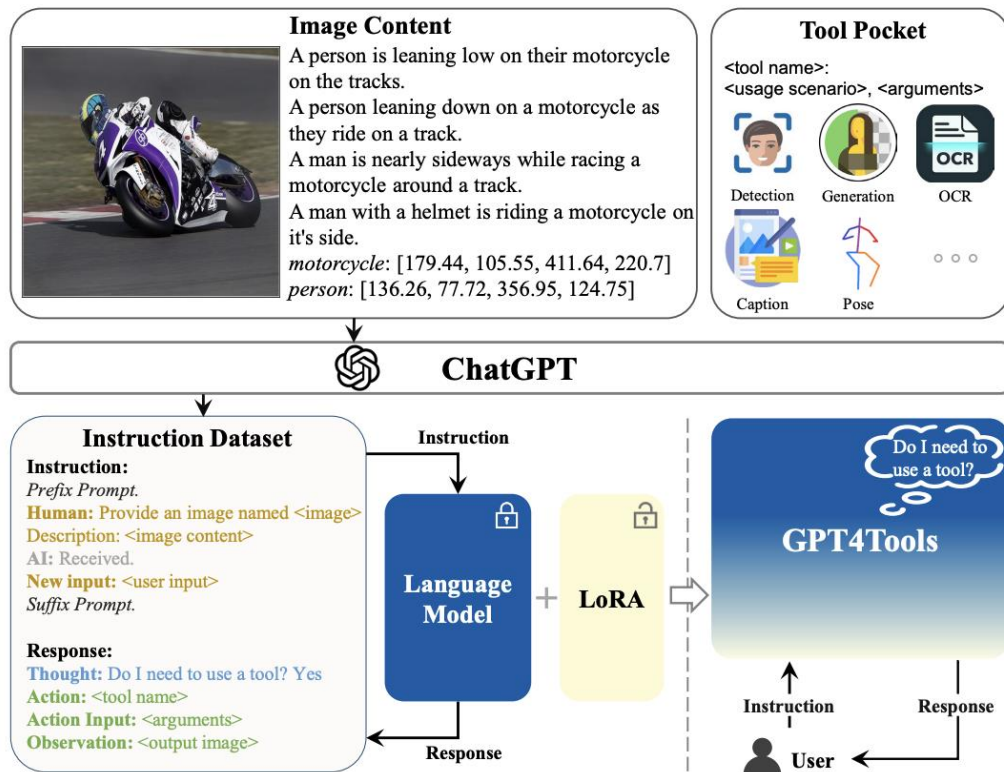 Image Content
A person is leaning low on their motorcycle
on the tracks.
A person leaning down on a motorcycle as
they ride on a track.
A man is nearly sideways while racing a
motorcycle around a track.
A man with a helmet is riding a motorcycle on
it's side.
motorcycle: [179.44, 105.55, 411.64, 220.7]
person: [136.26, 77.72, 356.95, 124.75]
Tool Pocket
<tool name>:
<usage scenario>, <arguments>
Detection
Generation
OCR
OCR
Caption
Pose
ChatGPT
Instruction Dataset
Instruction:
Prefix Prompt.
Human: Provide an image named <image>
Description: <image content>
AI: Received.
New input: <user input>
Suffix Prompt.
Response:
Thought: Do I need to use a tool? Yes
Action: <tool name>
Action Input: <arguments>
Observation: <output image>
Instruction
Language
Model
+
LoRA
Response
Do I need to
use a tool?
GPT4Tools
Instruction
Response
User